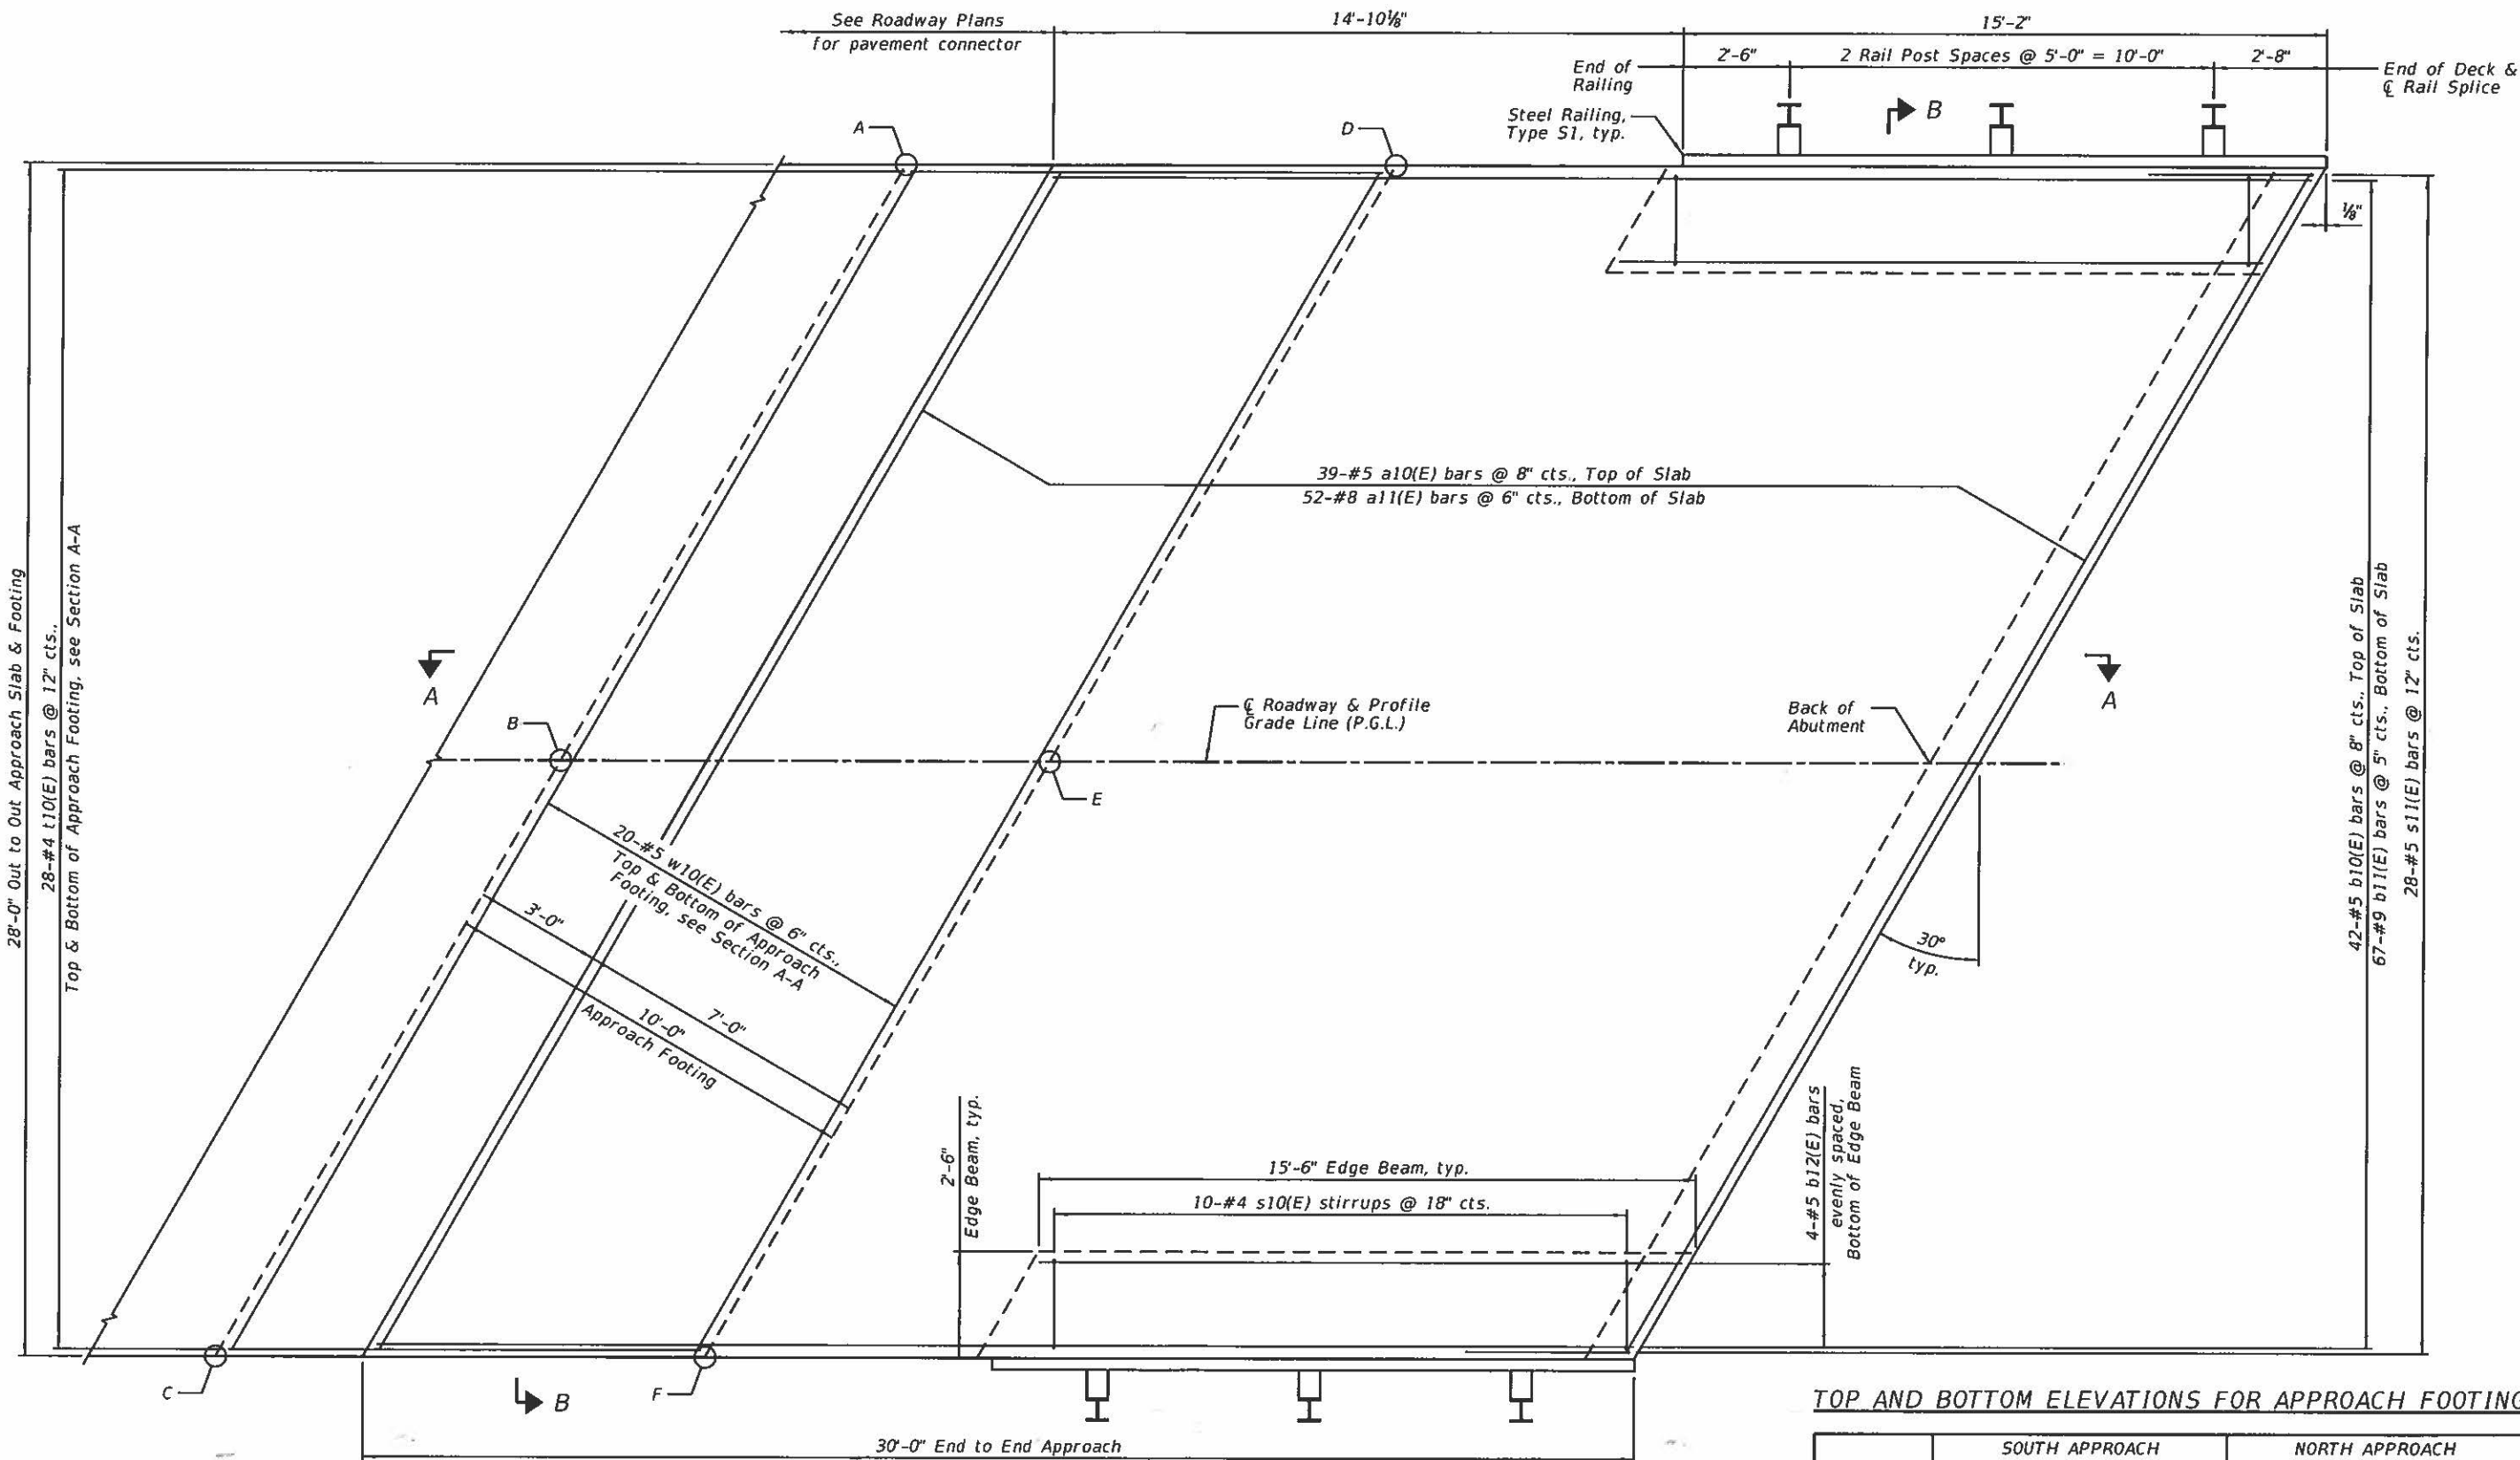 See Roadway Plans
for pavement connector
14'-10⅛"
15'-2"
2'-6"
2 Rail Post Spaces @ 5'-0" = 10'-0"
2'-8"
End of
Railing
End of Deck &
℄ Rail Splice
Steel Railing,
Type S1, typ.
B
A
D
⅛"
39-#5 a10(E) bars @ 8" cts., Top of Slab
52-#8 a11(E) bars @ 6" cts., Bottom of Slab
28'-0" Out to Out Approach Slab & Footing
28-#4 t10(E) bars @ 12" cts.,
Top & Bottom of Approach Footing, see Section A-A
A
A
B
℄ Roadway & Profile
Grade Line (P.G.L.)
Back of
Abutment
E
20-#5 w10(E) bars @ 6" cts.,
Top & Bottom of Approach
Footing, see Section A-A
3'-0"
7'-0"
10'-0"
Approach Footing
30°
typ.
42-#5 b10(E) bars @ 8" cts., Top of Slab
67-#9 b11(E) bars @ 5" cts., Bottom of Slab
28-#5 s11(E) bars @ 12" cts.
2'-6"
Edge Beam, typ.
15'-6" Edge Beam, typ.
10-#4 s10(E) stirrups @ 18" cts.
4-#5 b12(E) bars
evenly spaced,
Bottom of Edge Beam
C
B
F
30'-0" End to End Approach
TOP AND BOTTOM ELEVATIONS FOR APPROACH FOOTING
SOUTH APPROACH
NORTH APPROACH